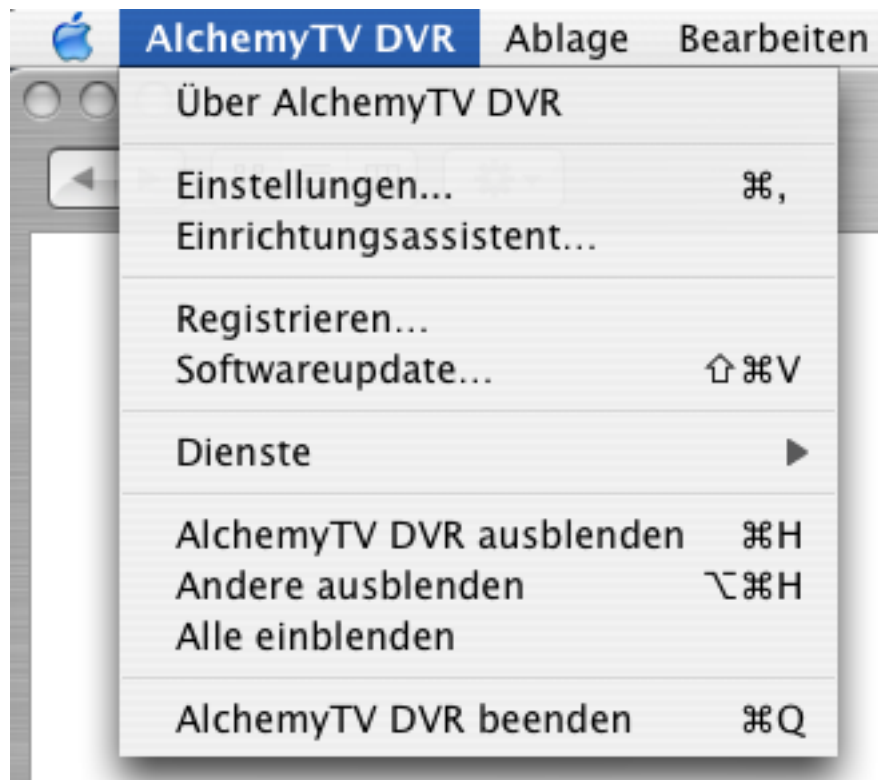 AlchemyTV DVR Ablage Bearbeiten
Über AlchemyTV DVR
Einstellungen... ⌘,
Einrichtungsassistent...
Registrieren...
Softwareupdate... ⇧⌘V
Dienste ▶
AlchemyTV DVR ausblenden ⌘H
Andere ausblenden ⌥⌘H
Alle einblenden
AlchemyTV DVR beenden ⌘Q